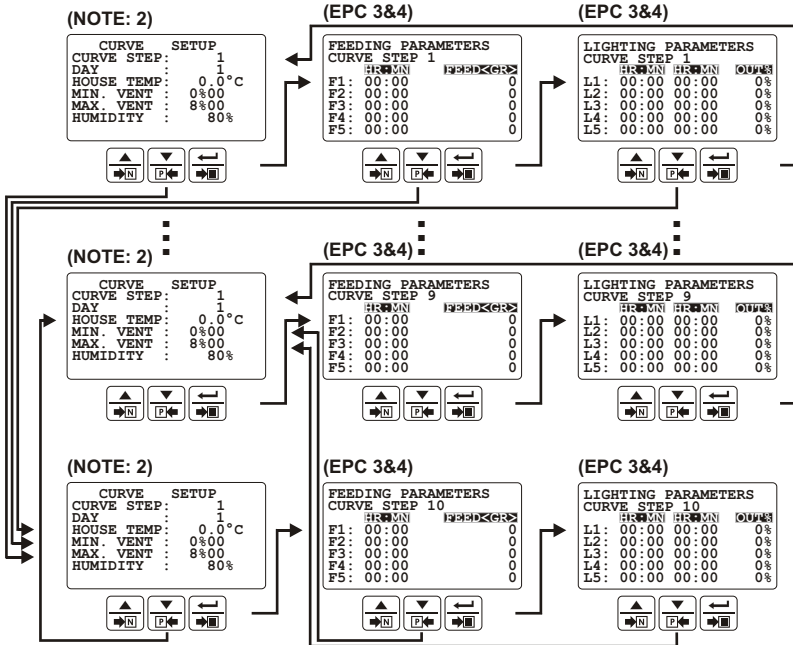 (NOTE: 2)
CURVE SETUP
CURVE STEP: 1
DAY : 1
HOUSE TEMP: 0.0°C
MIN. VENT : 0%00
MAX. VENT : 8%00
HUMIDITY : 80%
N
P
(EPC 3&4)
FEEDING PARAMETERS
CURVE STEP 1
HR:MN FEED<GR>
F1: 00:00 0
F2: 00:00 0
F3: 00:00 0
F4: 00:00 0
F5: 00:00 0
N
P
(EPC 3&4)
LIGHTING PARAMETERS
CURVE STEP 1
HR:MN HR:MN OUT%
L1: 00:00 00:00 0%
L2: 00:00 00:00 0%
L3: 00:00 00:00 0%
L4: 00:00 00:00 0%
L5: 00:00 00:00 0%
N
P
(NOTE: 2)
CURVE SETUP
CURVE STEP: 1
DAY : 1
HOUSE TEMP: 0.0°C
MIN. VENT : 0%00
MAX. VENT : 8%00
HUMIDITY : 80%
N
P
(EPC 3&4)
FEEDING PARAMETERS
CURVE STEP 9
HR:MN FEED<GR>
F1: 00:00 0
F2: 00:00 0
F3: 00:00 0
F4: 00:00 0
F5: 00:00 0
N
P
(EPC 3&4)
LIGHTING PARAMETERS
CURVE STEP 9
HR:MN HR:MN OUT%
L1: 00:00 00:00 0%
L2: 00:00 00:00 0%
L3: 00:00 00:00 0%
L4: 00:00 00:00 0%
L5: 00:00 00:00 0%
N
P
(NOTE: 2)
CURVE SETUP
CURVE STEP: 1
DAY : 1
HOUSE TEMP: 0.0°C
MIN. VENT : 0%00
MAX. VENT : 8%00
HUMIDITY : 80%
N
P
(EPC 3&4)
FEEDING PARAMETERS
CURVE STEP 10
HR:MN FEED<GR>
F1: 00:00 0
F2: 00:00 0
F3: 00:00 0
F4: 00:00 0
F5: 00:00 0
N
P
(EPC 3&4)
LIGHTING PARAMETERS
CURVE STEP 10
HR:MN HR:MN OUT%
L1: 00:00 00:00 0%
L2: 00:00 00:00 0%
L3: 00:00 00:00 0%
L4: 00:00 00:00 0%
L5: 00:00 00:00 0%
N
P